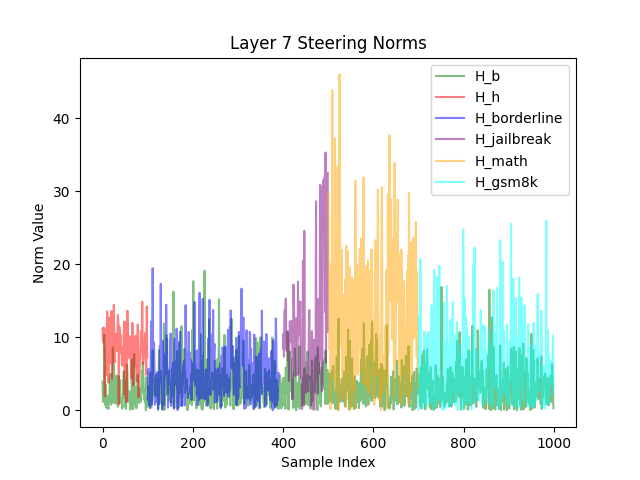 Layer 7 Steering Norms
H_b
H_h
H_borderline
H_jailbreak
H_math
H_gsm8k
Norm Value
40
30
20
10
0
0 200 400 600 800 1000
Sample Index